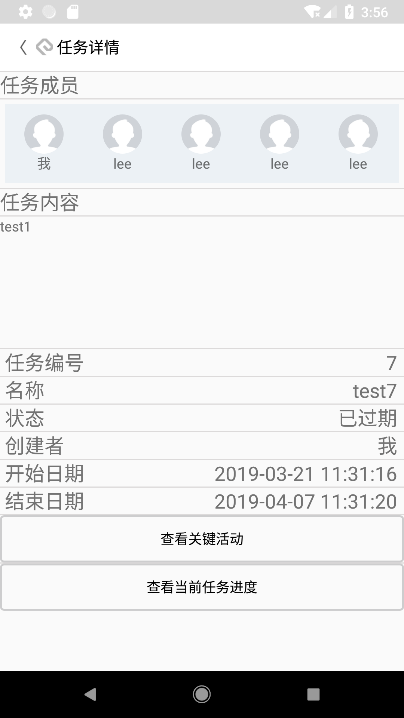 3:56
任务详情
任务成员
我 lee lee lee lee
任务内容
test1
任务编号 7
名称 test7
状态 已过期
创建者 我
开始日期 2019-03-21 11:31:16
结束日期 2019-04-07 11:31:20
查看关键活动
查看当前任务进度